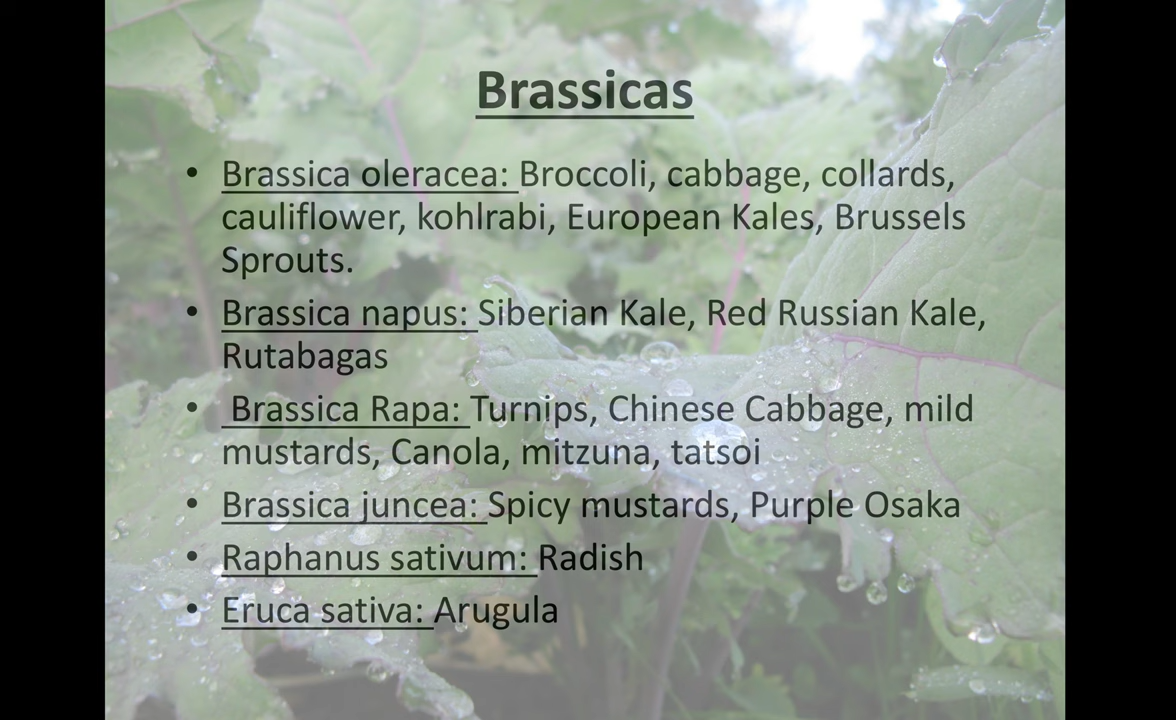 Brassicas
• Brassica oleracea: Broccoli, cabbage, collards,
cauliflower, kohlrabi, European Kales, Brussels
Sprouts.
• Brassica napus: Siberian Kale, Red Russian Kale,
Rutabagas
• Brassica Rapa: Turnips, Chinese Cabbage, mild
mustards, Canola, mitzuna, tatsoi
• Brassica juncea: Spicy mustards, Purple Osaka
• Raphanus sativum: Radish
• Eruca sativa: Arugula